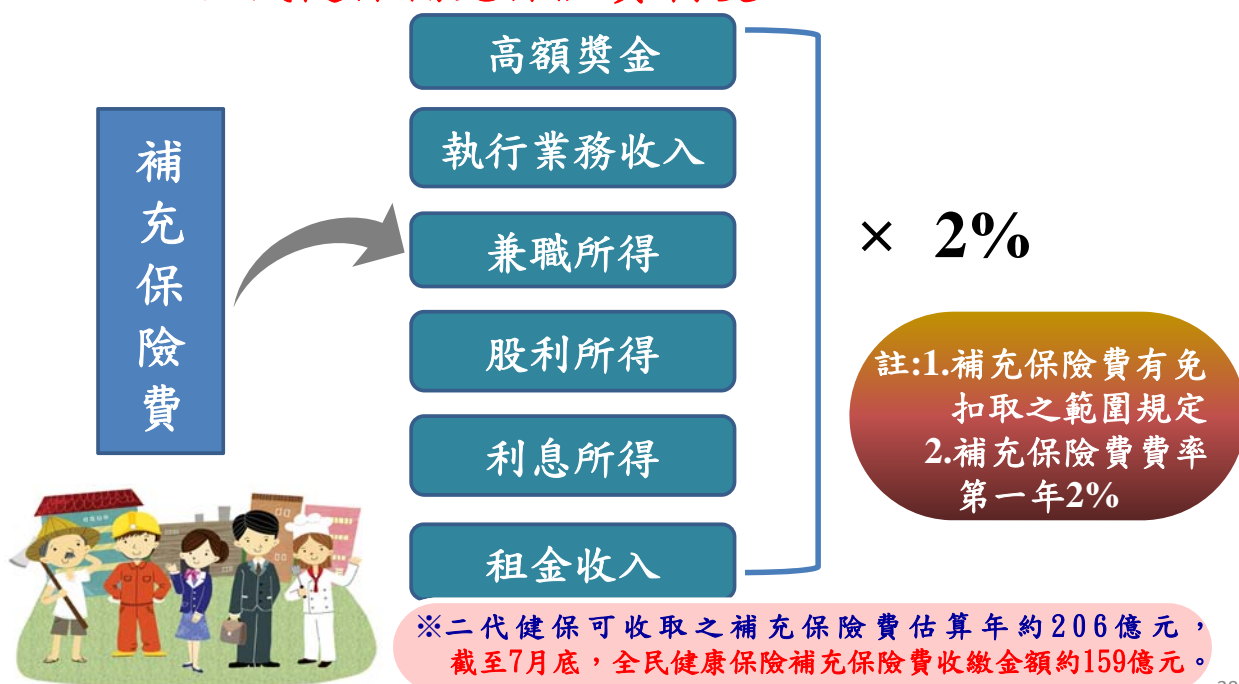 高額獎金
執行業務收入
兼職所得
股利所得
利息所得
租金收入
補充保險費
× 2%
註:1.補充保險費有免
扣取之範圍規定
2.補充保險費費率
第一年2%
※二代健保可收取之補充保險費估算年約206億元，
截至7月底，全民健康保險補充保險費收繳金額約159億元。